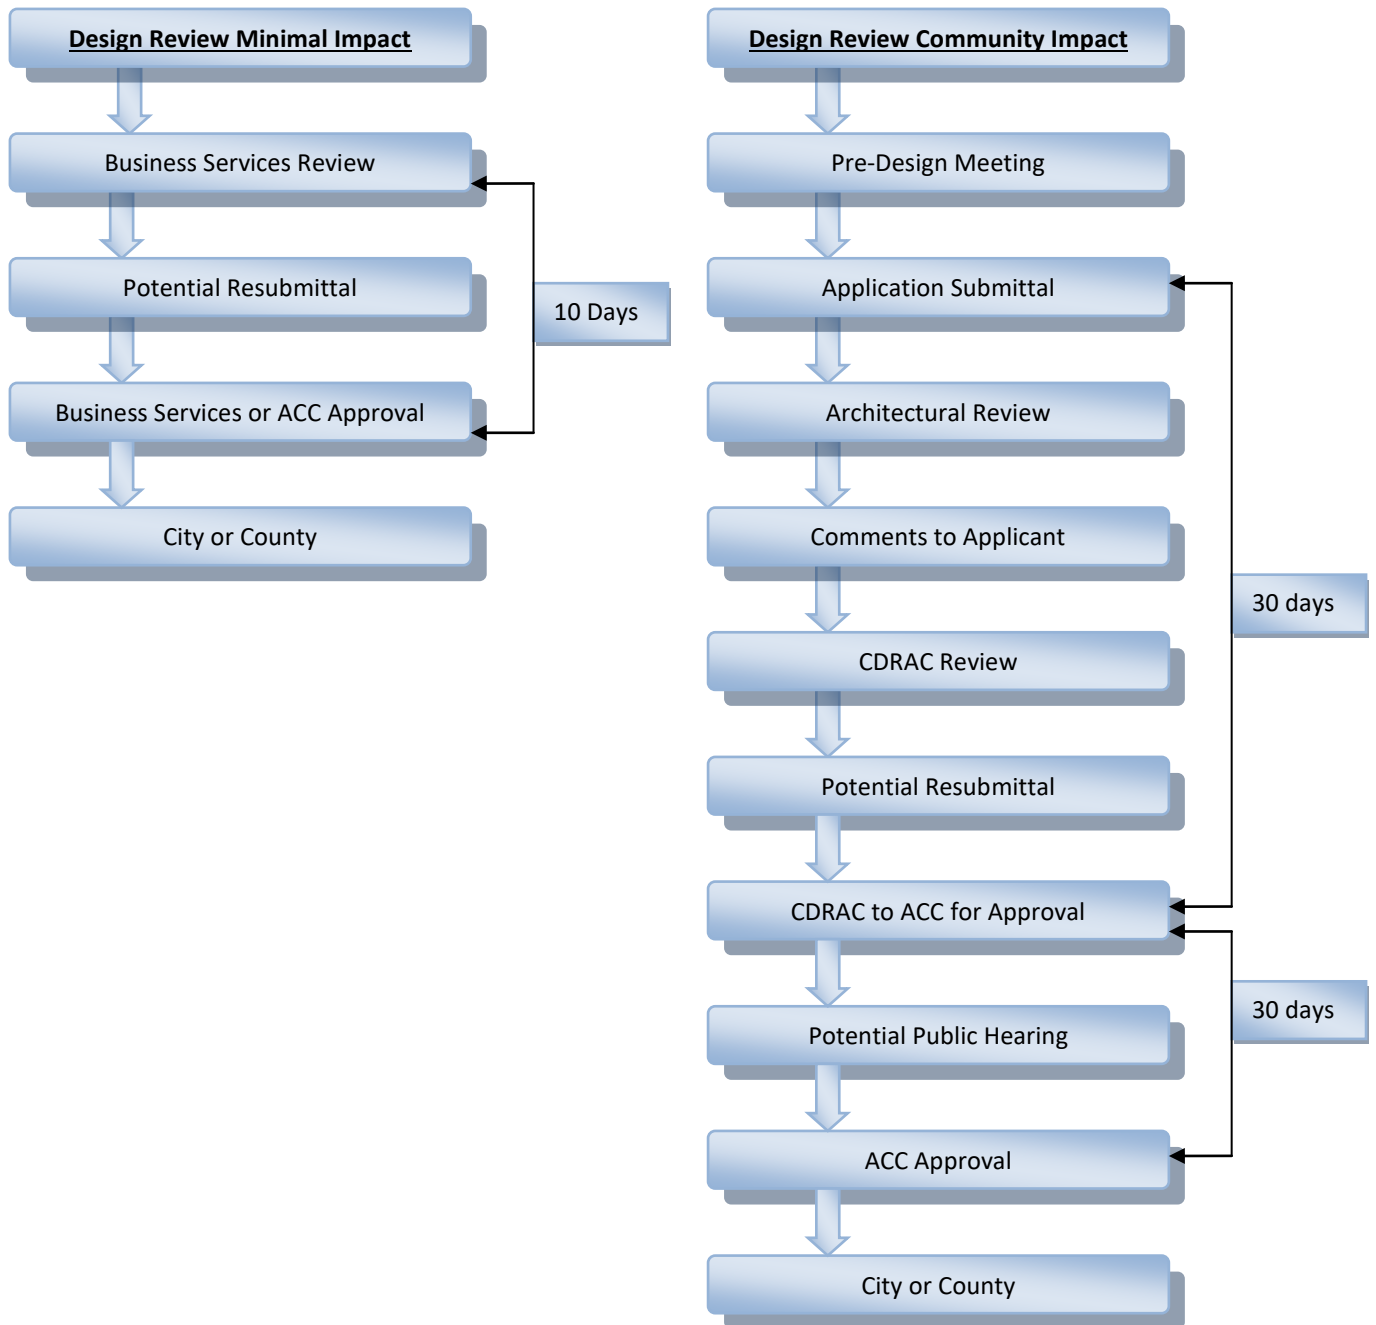 Design Review Minimal Impact
Business Services Review
Potential Resubmittal
Business Services or ACC Approval
City or County
10 Days
Design Review Community Impact
Pre-Design Meeting
Application Submittal
Architectural Review
Comments to Applicant
CDRAC Review
Potential Resubmittal
CDRAC to ACC for Approval
Potential Public Hearing
ACC Approval
City or County
30 days
30 days